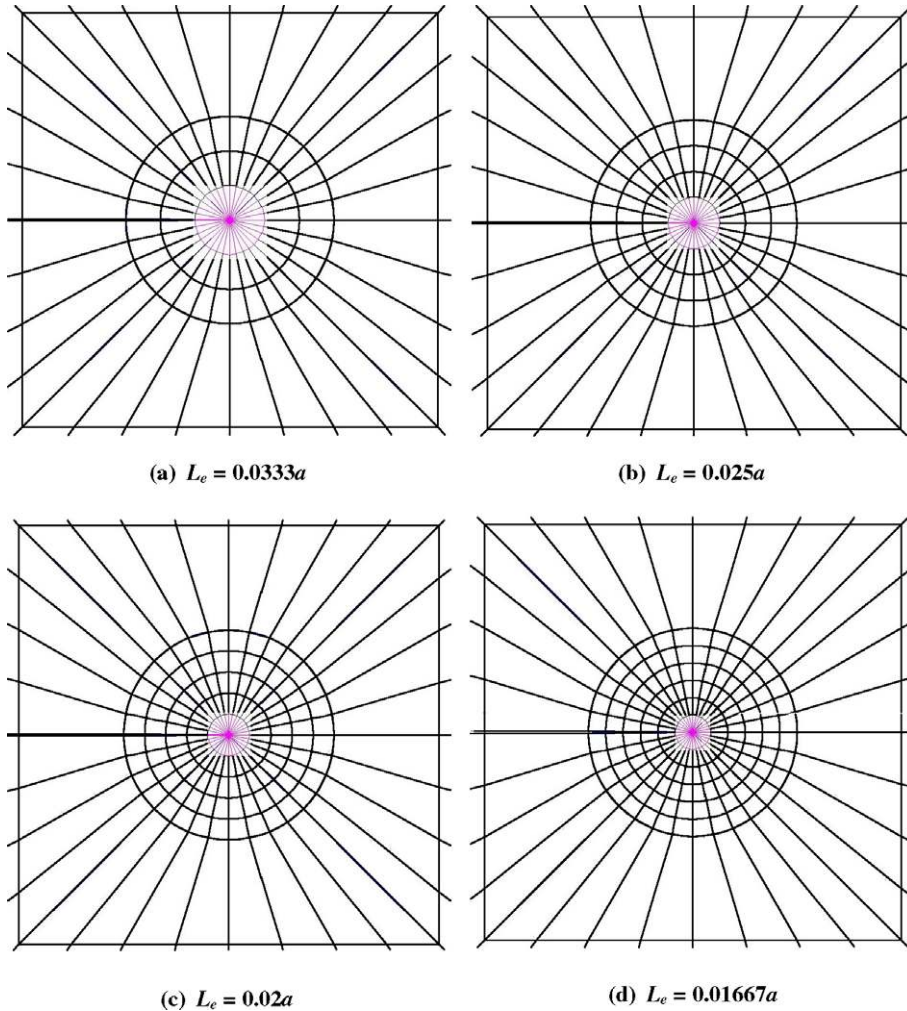 (a) Lₑ = 0.0333a
(b) Lₑ = 0.025a
(c) Lₑ = 0.02a
(d) Lₑ = 0.01667a